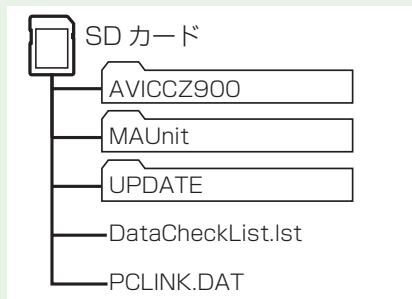 SD カード
AVICCZ900
MAUnit
UPDATE
DataCheckList.lst
PCLINK.DAT